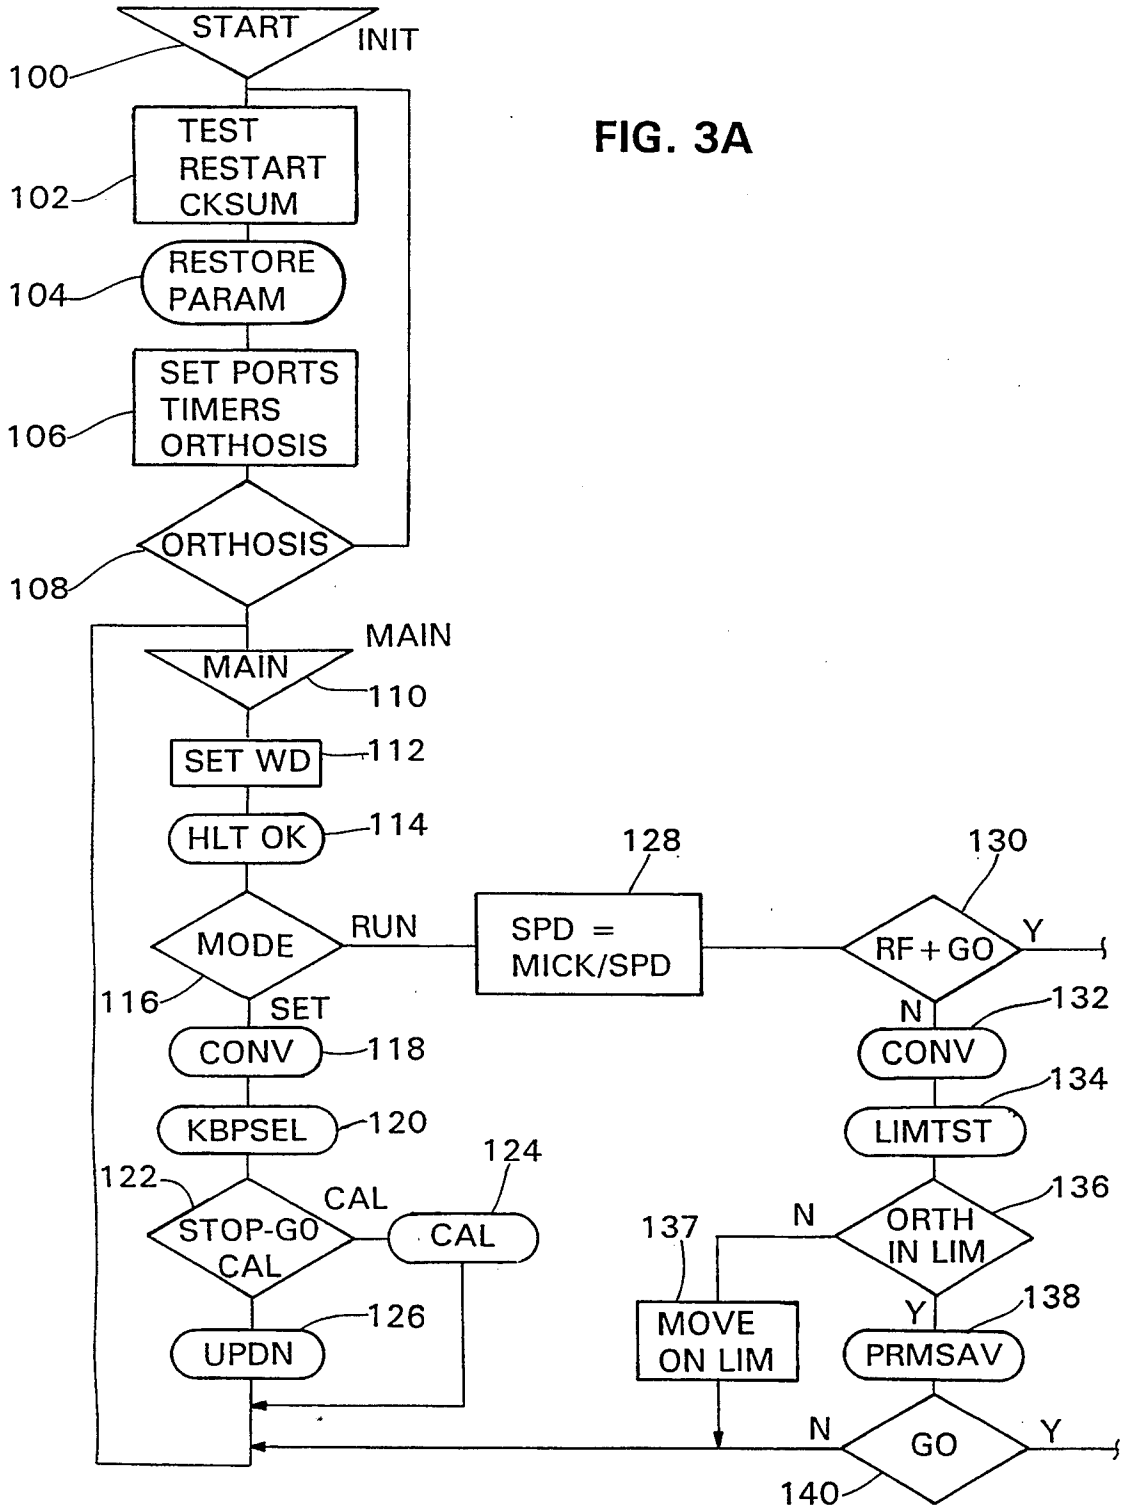 START
INIT
100
FIG. 3A
TEST
RESTART
CKSUM
102
RESTORE
PARAM
104
SET PORTS
TIMERS
ORTHOSIS
106
ORTHOSIS
108
MAIN
MAIN
110
SET WD
112
HLT OK
114
128
130
MODE
RUN
SPD =
MICK/SPD
RF + GO
Y
116
SET
N
132
CONV
118
CONV
134
KBPSEL
120
LIMTST
122
124
136
STOP-GO
CAL
CAL
CAL
137
N
ORTH
IN LIM
126
Y
138
UPDN
MOVE
ON LIM
PRMSAV
N
GO
Y
140